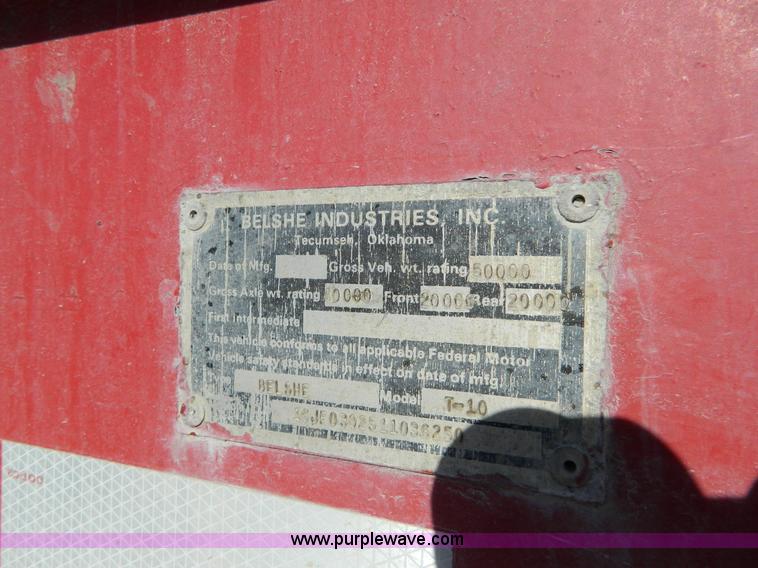 BELSHE INDUSTRIES, INC.
Tecumseh, Oklahoma
Date of Mfg. Gross Veh. wt. rating 50000
Gross Axle wt. rating Front 20000 Rear 20000
First Intermediate
This vehicle conforms to all applicable Federal Motor
Vehicle safety standards in effect on date of mfg.
BELSHE Model T-10
www.purplewave.com